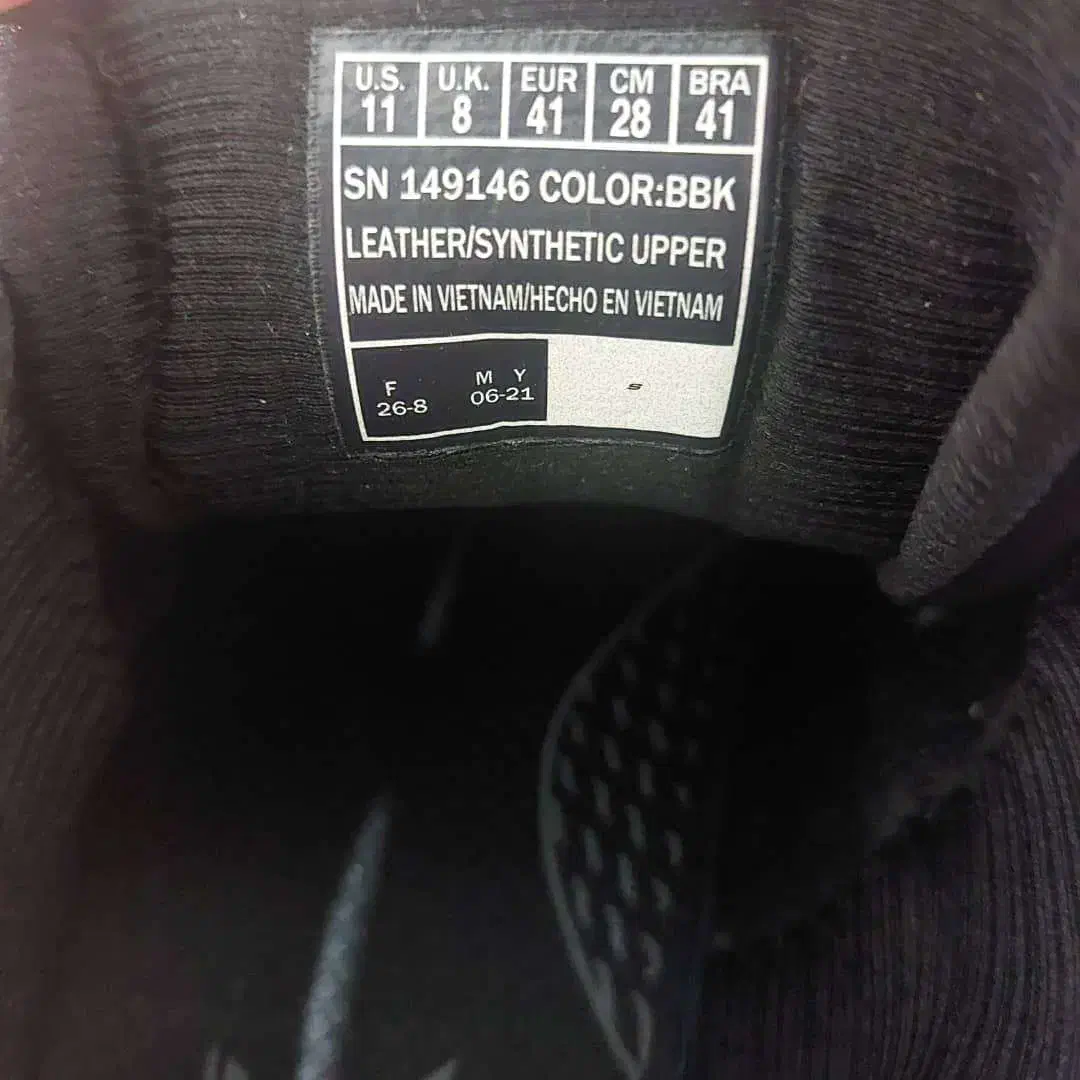 U.S. U.K. EUR CM BRA
11 8 41 28 41
SN 149146 COLOR:BBK
LEATHER/SYNTHETIC UPPER
MADE IN VIETNAM/HECHO EN VIETNAM
F M Y
26-8 06-21